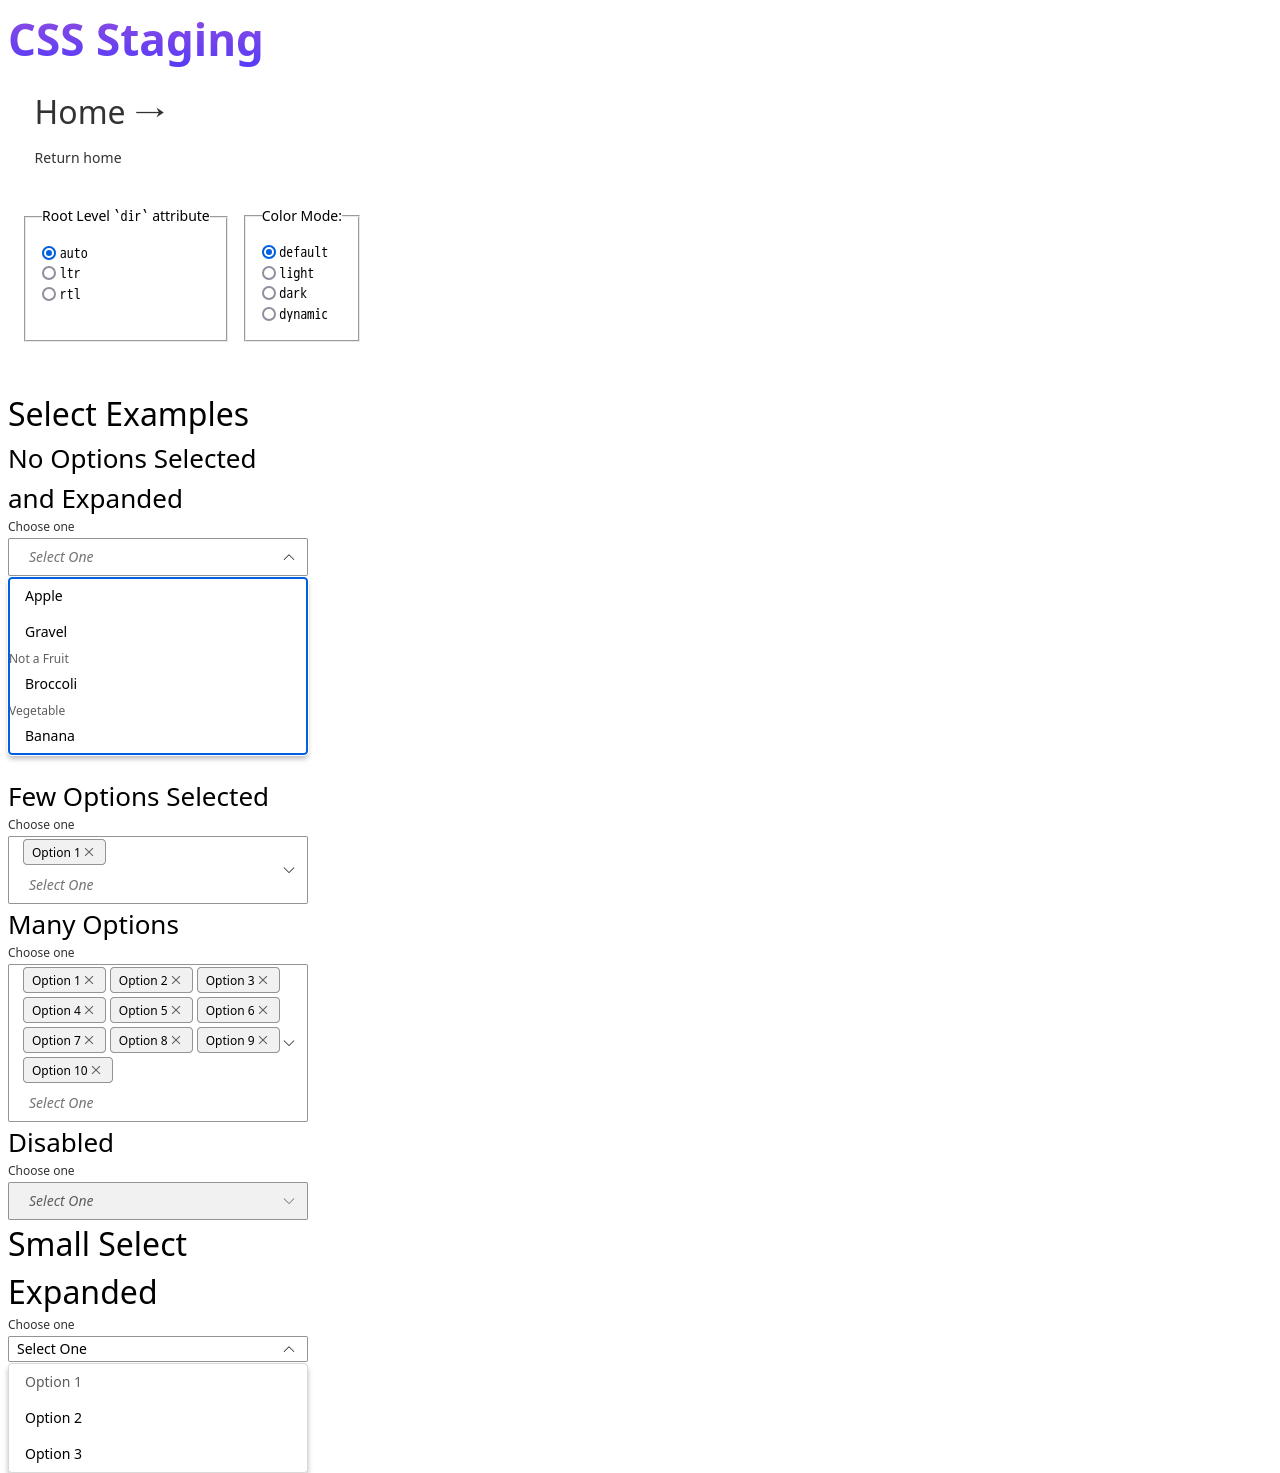 CSS Staging
Home →
Return home
Root Level `dir` attribute
auto
ltr
rtl
Color Mode:
default
light
dark
dynamic
Select Examples
No Options Selected
and Expanded
Choose one
Select One
Apple
Gravel
Not a Fruit
Broccoli
Vegetable
Banana
Few Options Selected
Choose one
Option 1
Select One
Many Options
Choose one
Option 1 Option 2 Option 3
Option 4 Option 5 Option 6
Option 7 Option 8 Option 9
Option 10
Select One
Disabled
Choose one
Select One
Small Select
Expanded
Choose one
Select One
Option 1
Option 2
Option 3